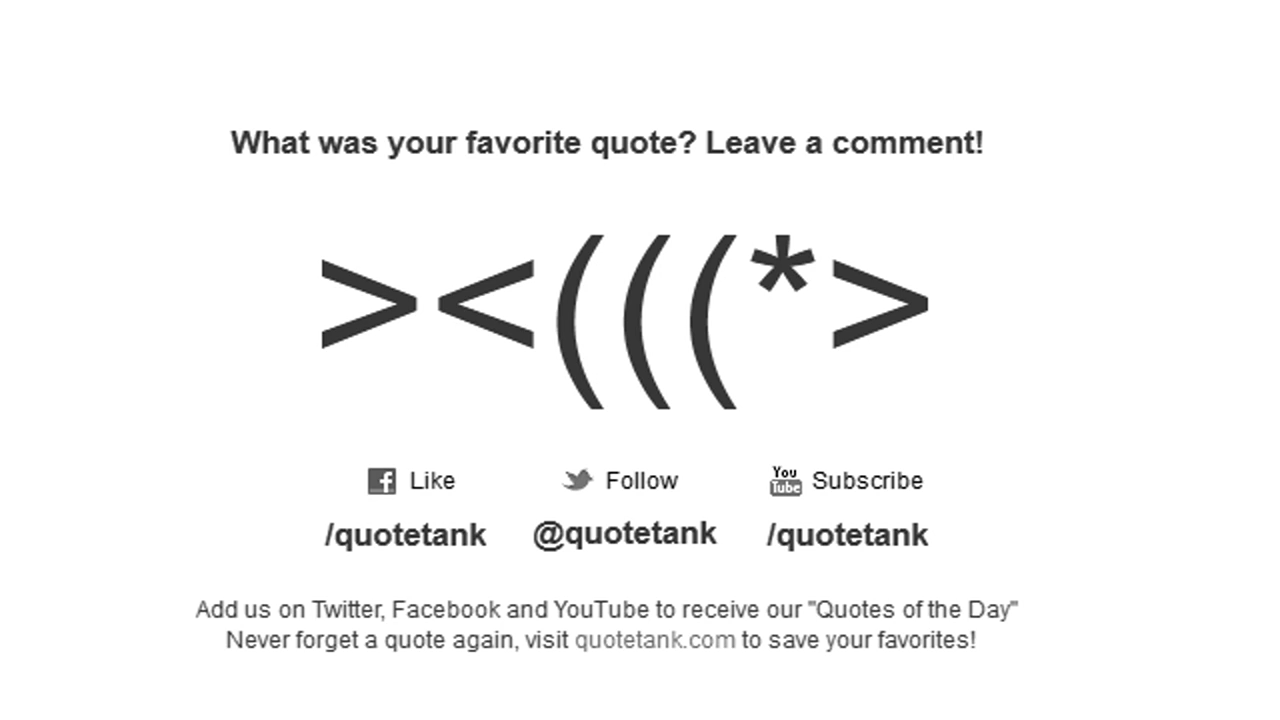 What was your favorite quote? Leave a comment!
><(((*>
f Like Follow You Tube Subscribe
/quotetank @quotetank /quotetank
Add us on Twitter, Facebook and YouTube to receive our "Quotes of the Day"
Never forget a quote again, visit quotetank.com to save your favorites!